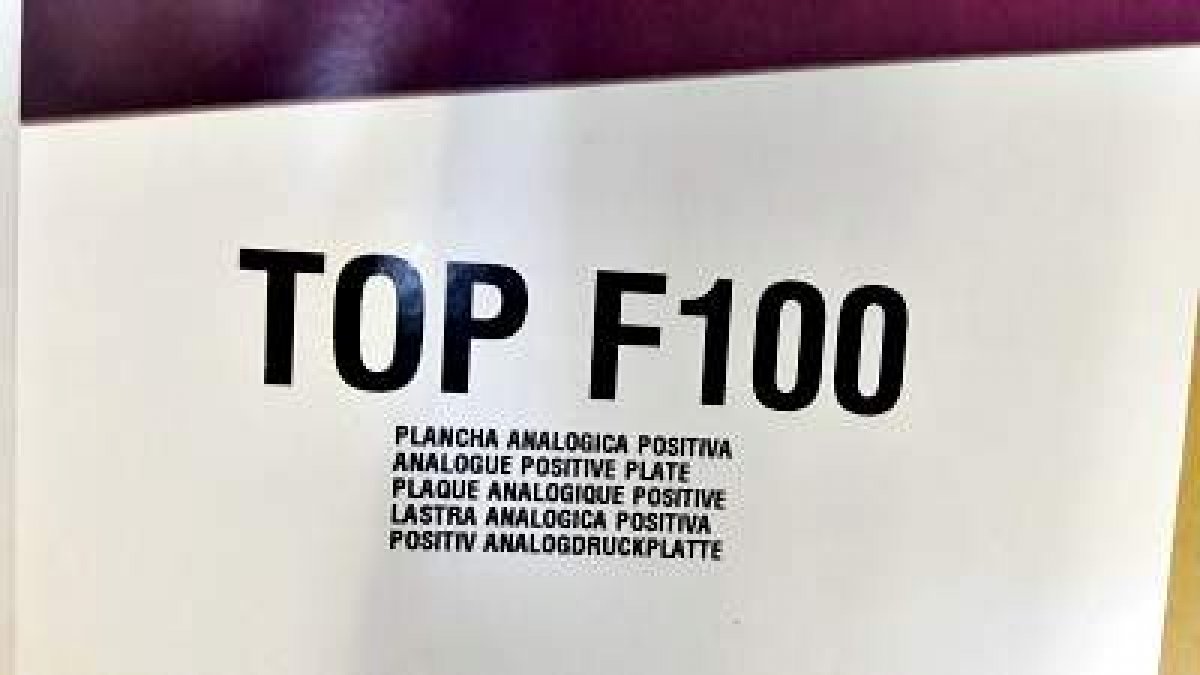 TOP F100
PLANCHA ANALOGICA POSITIVA
ANALOGUE POSITIVE PLATE
PLAQUE ANALOGIQUE POSITIVE
LASTRA ANALOGICA POSITIVA
POSITIV ANALOGDRUCKPLATTE